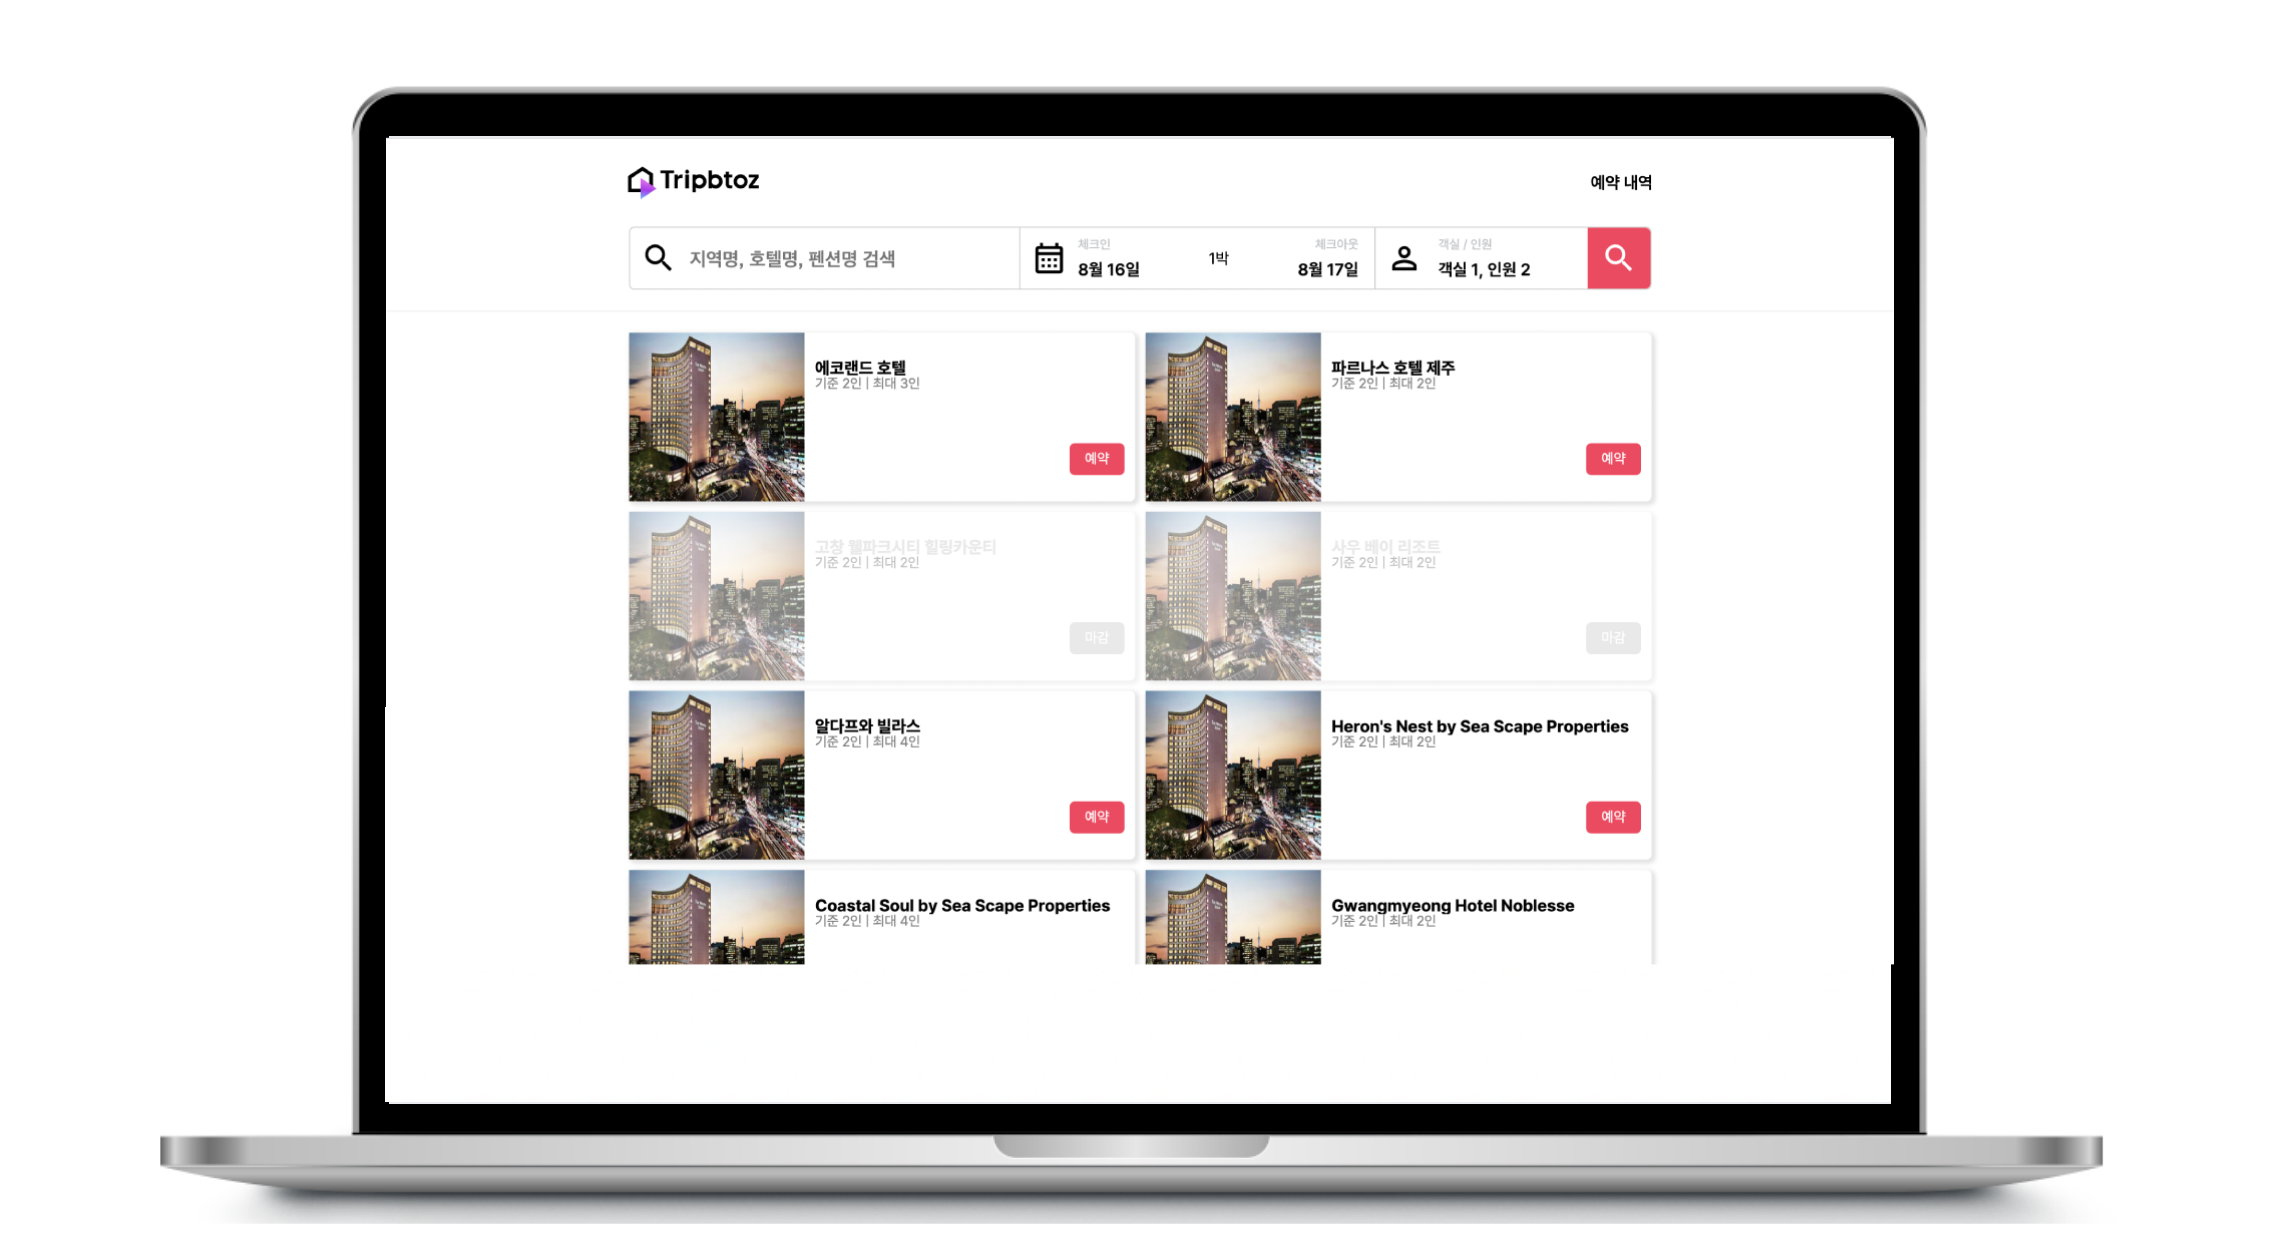 Tripbtoz
예약 내역
지역명, 호텔명, 펜션명 검색
체크인
8월 16일
1박
체크아웃
8월 17일
객실 / 인원
객실 1, 인원 2
에코랜드 호텔
기준 2인 | 최대 3인
예약
파르나스 호텔 제주
기준 2인 | 최대 2인
예약
고창 웰파크시티 힐링카운티
기준 2인 | 최대 2인
마감
사우 베이 리조트
기준 2인 | 최대 2인
마감
알다프와 빌라스
기준 2인 | 최대 4인
예약
Heron's Nest by Sea Scape Properties
기준 2인 | 최대 2인
예약
Coastal Soul by Sea Scape Properties
기준 2인 | 최대 4인
Gwangmyeong Hotel Noblesse
기준 2인 | 최대 2인